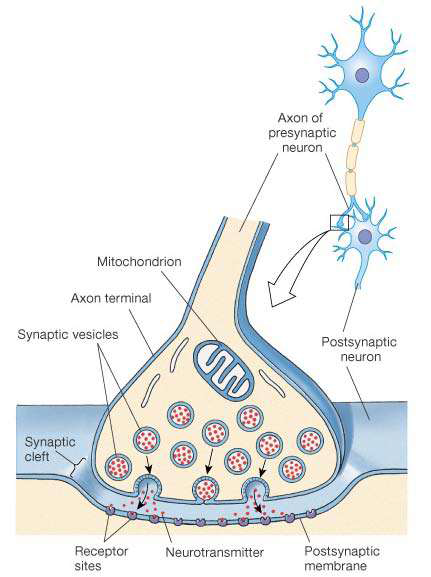 Axon of
presynaptic
neuron
Mitochondrion
Axon terminal
Synaptic vesicles
Postsynaptic
neuron
Synaptic
cleft
Receptor
sites
Neurotransmitter
Postsynaptic
membrane